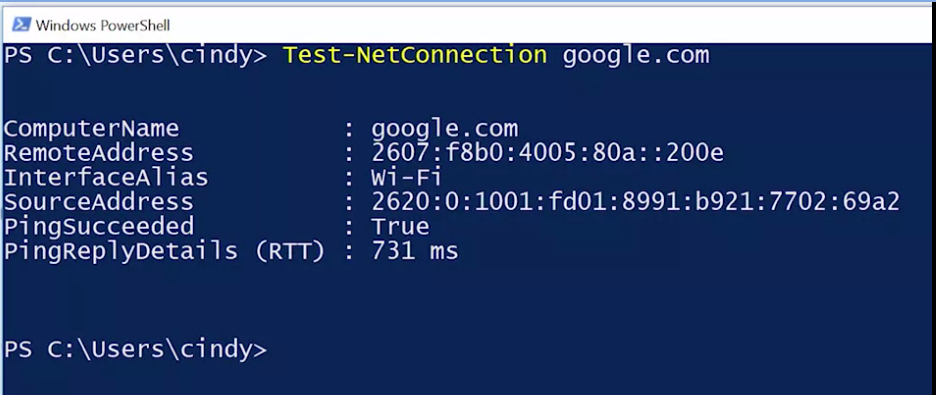 Windows PowerShell
PS C:\Users\cindy> Test-NetConnection google.com
ComputerName : google.com
RemoteAddress : 2607:f8b0:4005:80a::200e
InterfaceAlias : Wi-Fi
SourceAddress : 2620:0:1001:fd01:8991:b921:7702:69a2
PingSucceeded : True
PingReplyDetails (RTT) : 731 ms
PS C:\Users\cindy>